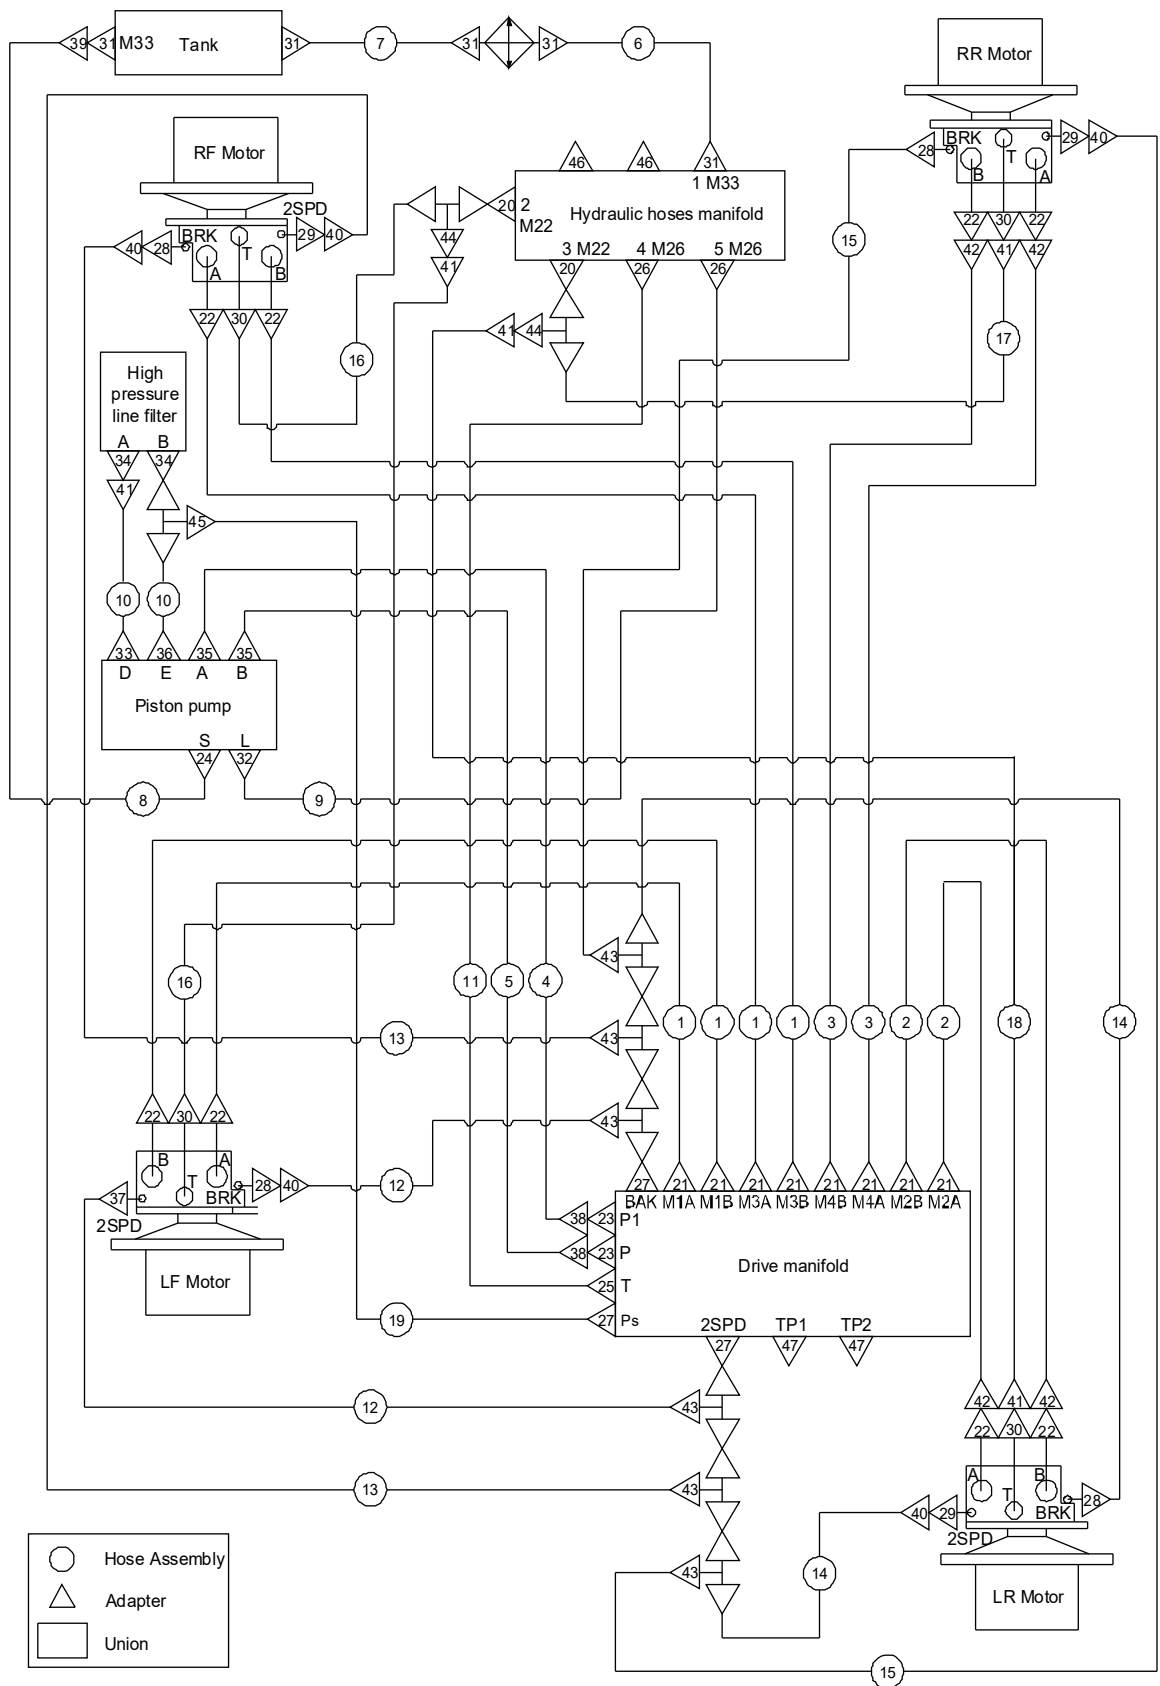 39 31 M33 Tank 31 7 31 31 6
RR Motor
RF Motor
BRK T 29 40
28 B A
46 46 31
1 M33
20 2 Hydraulic hoses manifold
M22
3 M22 4 M26 5 M26
20 26 26
2SPD
40 28 BRK T 29 40
A B
22 30 22
44
41
15
22 30 22
42 41 42
41 44
17
16
High
pressure
line filter
A B
34 34
41
45
10 10
33 36 35 35
D E A B
Piston pump
S L
24 32
8 9
43
16 11 5 4
1 1 1 1 3 3 2 2 18 14
13 43
22 30 22
43
B A
T BRK 28 40 12
37
2SPD
LF Motor
27 21 21 21 21 21 21 21 21
BAK M1A M1B M3A M3B M4B M4A M2B M2A
38 23 P1
38 23 P
25 T
Drive manifold
19 27 Ps
2SPD TP1 TP2
27 47 47
12 43
42 41 42
22 30 22
13 43
A T B
BRK 28
40 29
2SPD
43 14
LR Motor
15
Hose Assembly
Adapter
Union